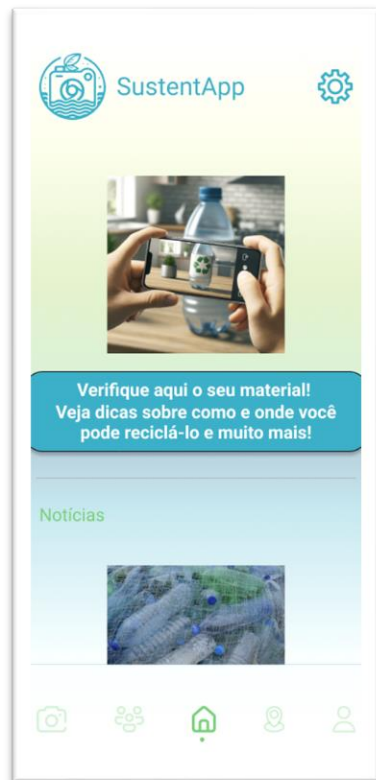 SustentApp
Verifique aqui o seu material!
Veja dicas sobre como e onde você
pode reciclá-lo e muito mais!
Notícias